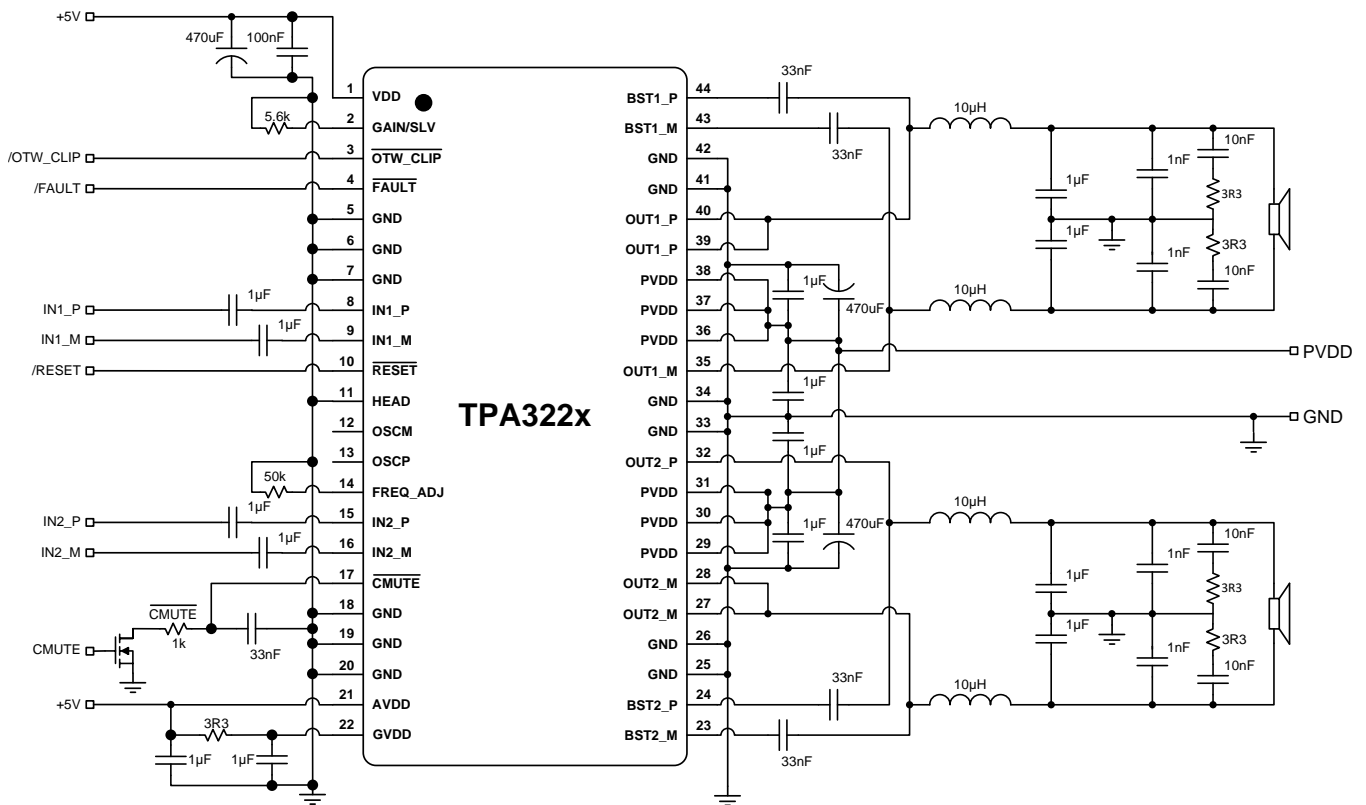 +5V
470uF
100nF
1
VDD
5.6k
2
GAIN/SLV
/OTW_CLIP
3
OTW_CLIP
/FAULT
4
FAULT
5
GND
6
GND
7
GND
1µF
IN1_P
8
IN1_P
1µF
IN1_M
9
IN1_M
/RESET
10
RESET
11
HEAD
12
OSCM
13
OSCP
50k
14
FREQ_ADJ
1µF
IN2_P
15
IN2_P
1µF
IN2_M
16
IN2_M
17
CMUTE
CMUTE
1k
33nF
CMUTE
18
GND
19
GND
20
GND
+5V
21
AVDD
3R3
22
GVDD
1µF
1µF
TPA322x
BST1_P
44
33nF
BST1_M
43
33nF
GND
42
GND
41
OUT1_P
40
OUT1_P
39
PVDD
38
PVDD
37
PVDD
36
OUT1_M
35
GND
34
GND
33
OUT2_P
32
PVDD
31
PVDD
30
PVDD
29
OUT2_M
28
OUT2_M
27
GND
26
GND
25
BST2_P
24
33nF
BST2_M
23
33nF
1µF
470uF
1µF
1µF
1µF
470uF
10µH
10µH
1µF
1µF
1nF
1nF
10nF
3R3
3R3
10nF
PVDD
GND
10µH
10µH
1µF
1µF
1nF
1nF
10nF
3R3
3R3
10nF